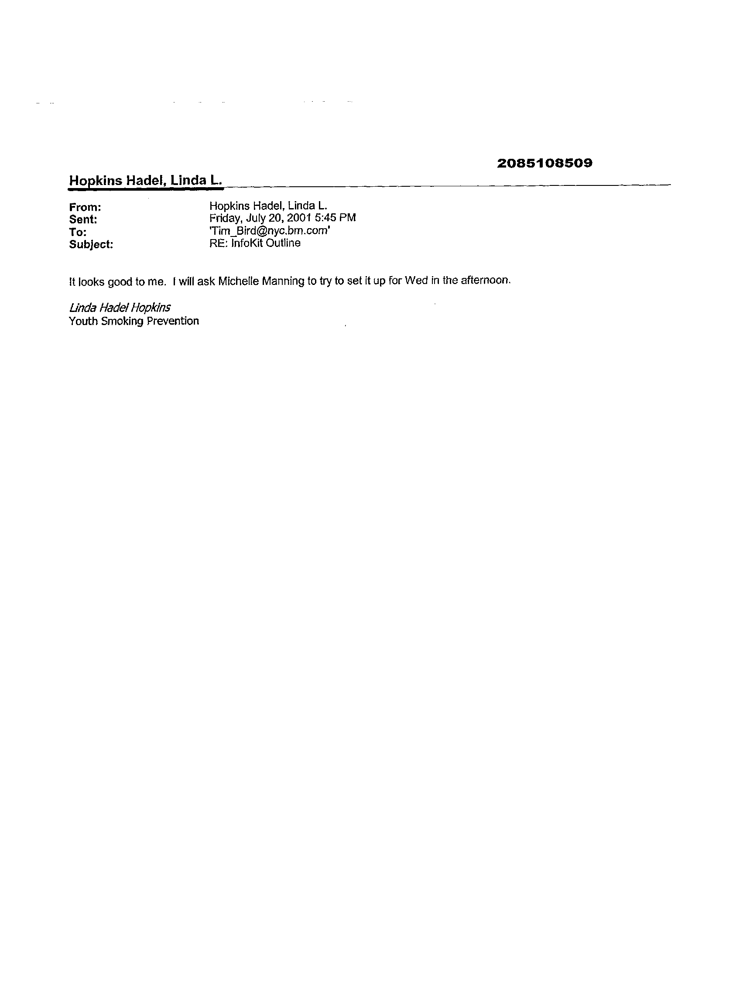 2085108509
Hopkins Hadel, Linda L.
From: Hopkins Hadel, Linda L.
Sent: Friday, July 20, 2001 5:45 PM
To: 'Tim_Bird@nyc.bm.com'
Subject: RE: InfoKit Outline
It looks good to me. I will ask Michelle Manning to try to set it up for Wed in the afternoon.
Linda Hadel Hopkins
Youth Smoking Prevention